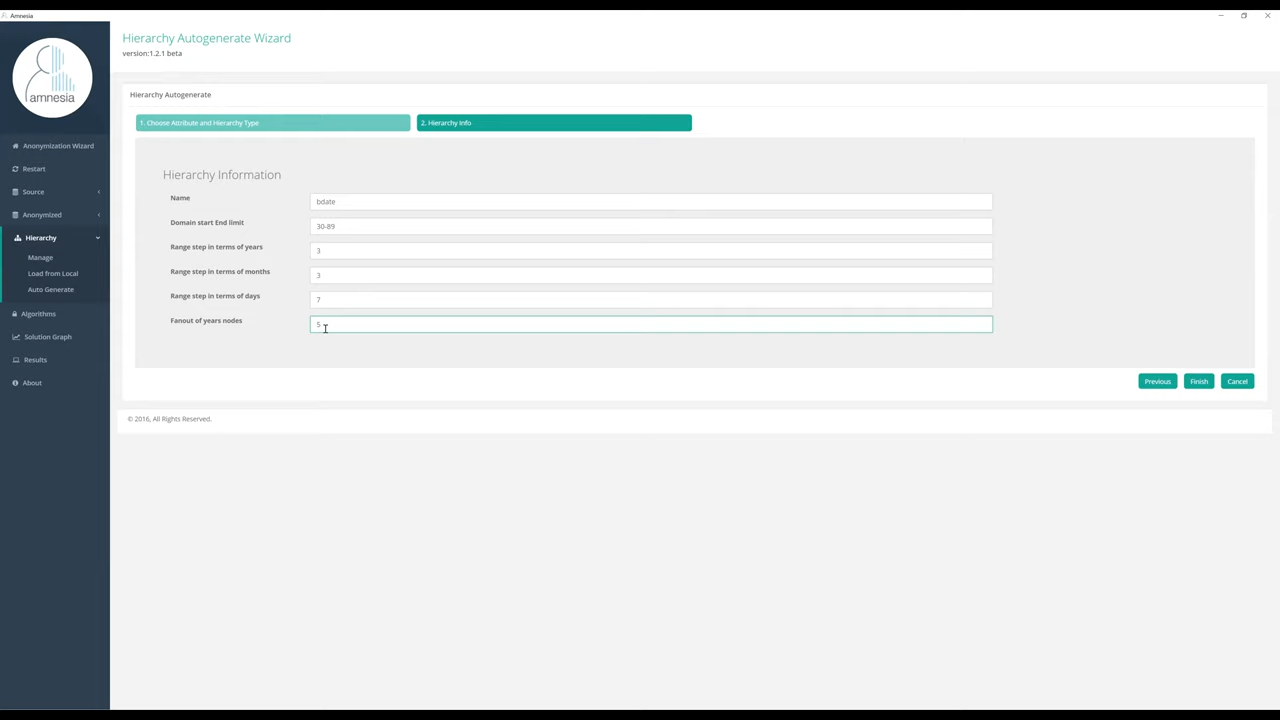 Amnesia
Hierarchy Autogenerate Wizard
version:1.2.1 beta
amnesia
Hierarchy Autogenerate
1. Choose Attribute and Hierarchy Type
2. Hierarchy Info
Anonymization Wizard
Restart
Source
Anonymized
Hierarchy
Manage
Load from Local
Auto Generate
Algorithms
Solution Graph
Results
About
Hierarchy Information
Name
bdate
Domain start End limit
30-89
Range step in terms of years
3
Range step in terms of months
3
Range step in terms of days
7
Fanout of years nodes
5
Previous
Finish
Cancel
© 2016, All Rights Reserved.